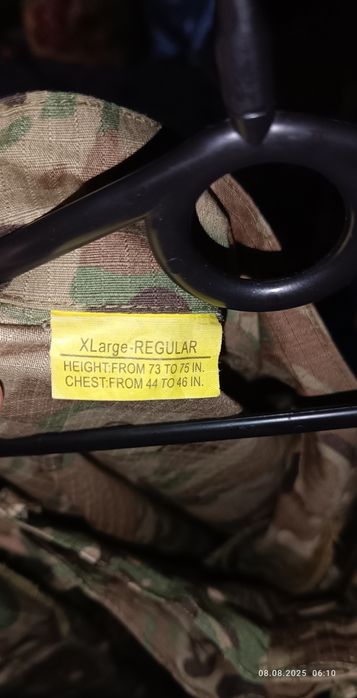 XLarge-REGULAR
HEIGHT:FROM 73 TO 75 IN.
CHEST:FROM 44 TO 46 IN.
08.08.2025 06:10